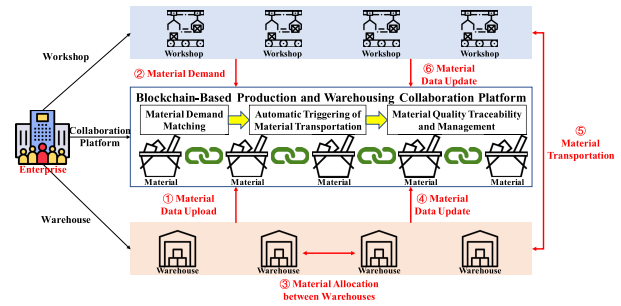 Workshop Workshop Workshop Workshop
Workshop
② Material Demand
⑥ Material
Data Update
Blockchain-Based Production and Warehousing Collaboration Platform
Material Demand
Matching
Automatic Triggering of
Material Transportation
Material Quality Traceability
and Management
Collaboration
Platform
Enterprise
Material Material Material Material Material
⑤
Material
Transportation
① Material
Data Upload
④ Material
Data Update
Warehouse
Warehouse Warehouse Warehouse Warehouse
③ Material Allocation
between Warehouses